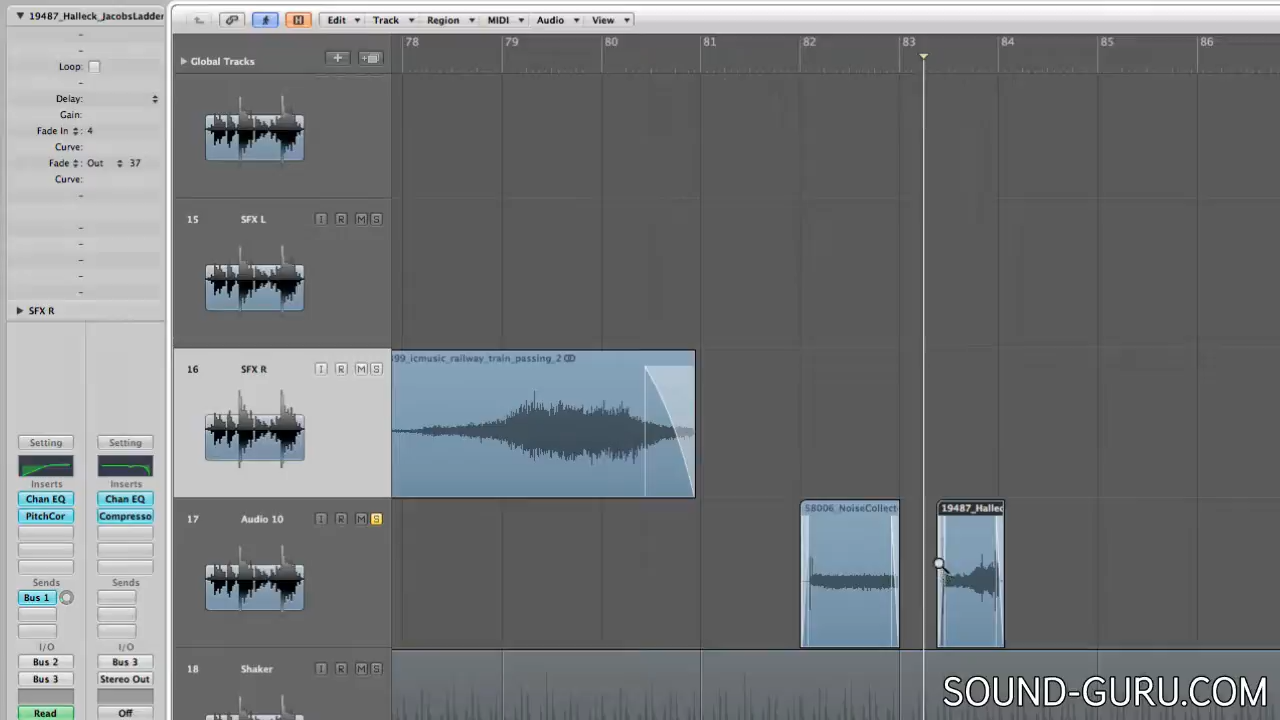 19487_Halleck_JacobsLadder
Edit Track Region MIDI Audio View
78 79 80 81 82 83 84 85 86
Global Tracks
Loop:
Delay:
Gain:
Fade In : 4
Curve:
Fade : Out 37
Curve:
SFX R
15 SFX L I R M S
16 SFX R I R M S
99_icmusic_railway_train_passing_2
17 Audio 10 I R M S
58006_NoiseCollect
19487_Hallec
18 Shaker I R M S
Setting Setting
Inserts Inserts
Chan EQ Chan EQ
PitchCor Compresso
Sends Sends
Bus 1
I/O I/O
Bus 2 Bus 3
Bus 3 Stereo Out
Read Off
SOUND-GURU.COM